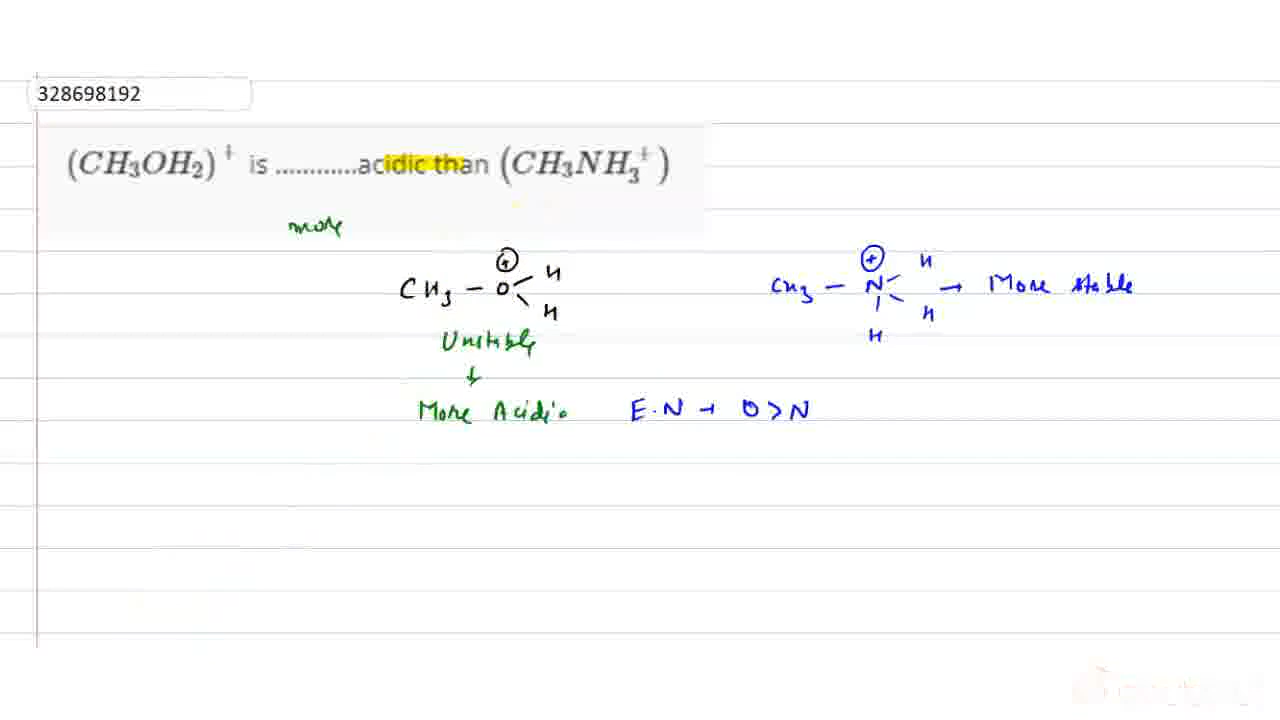 328698192
(CH₃OH₂)⁺ is ............acidic than (CH₃NH₃⁺)
more
CH₃ – O⊕ H H
CH₃ – N⊕ H H H → More stable
Unstable
↓
More Acidic E.N → O > N